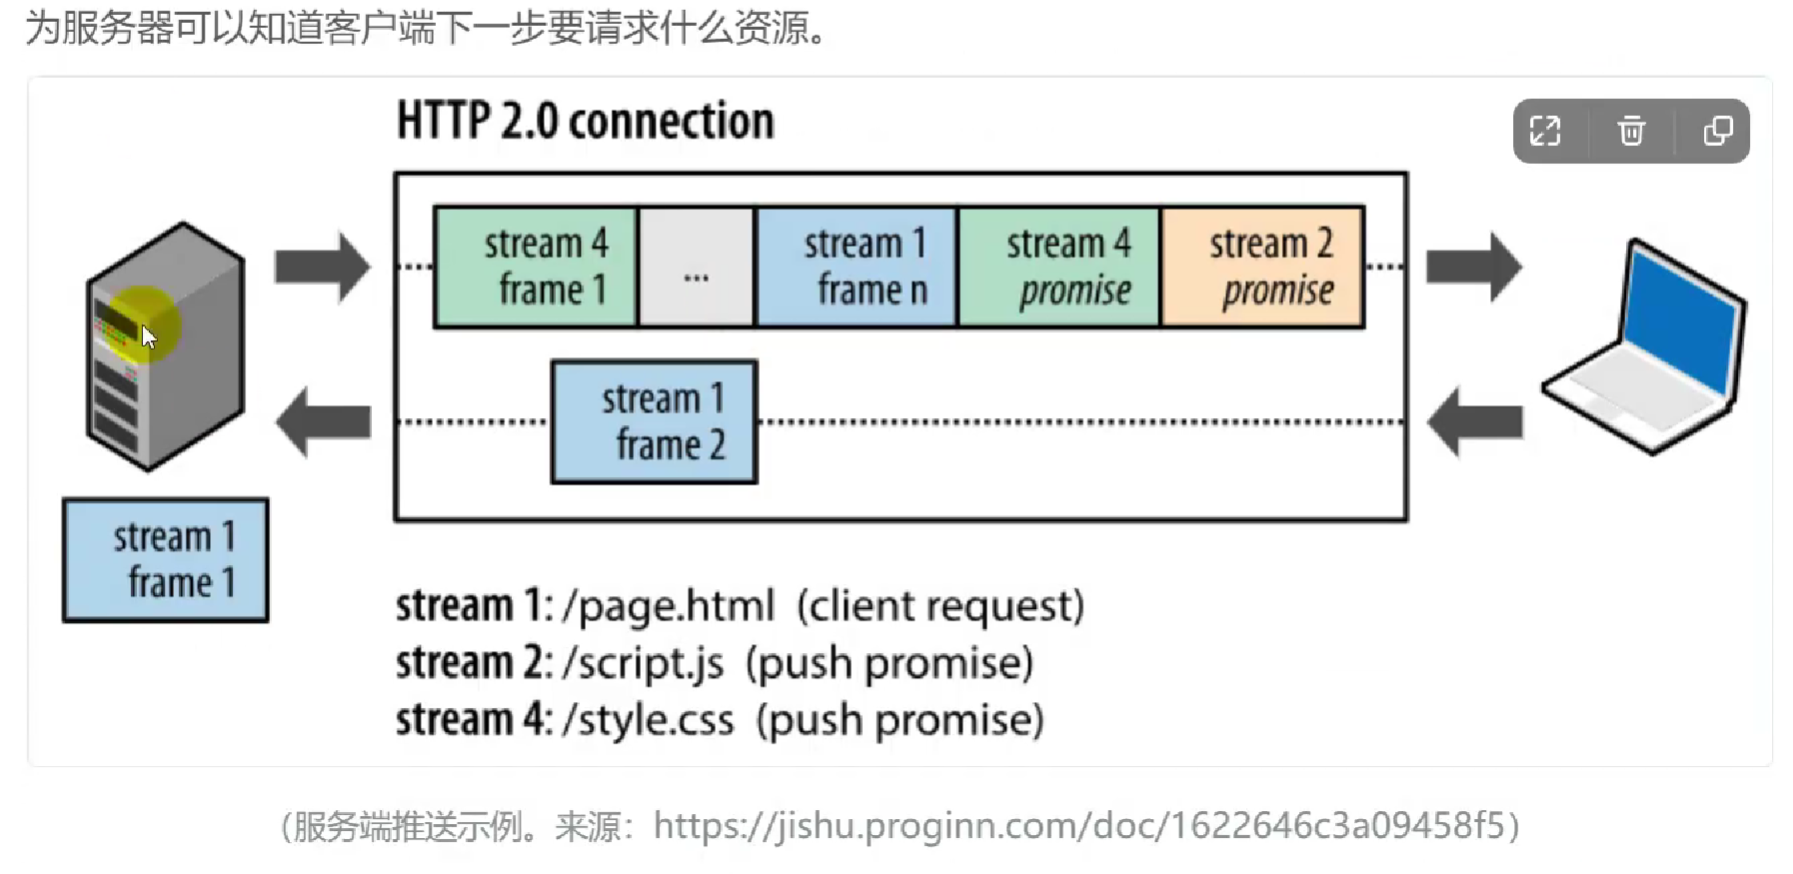 为服务器可以知道客户端下一步要请求什么资源。
HTTP 2.0 connection
stream 4
frame 1
...
stream 1
frame n
stream 4
promise
stream 2
promise
stream 1
frame 2
stream 1
frame 1
stream 1: /page.html (client request)
stream 2: /script.js (push promise)
stream 4: /style.css (push promise)
(服务端推送示例。来源：https://jishu.proginn.com/doc/1622646c3a09458f5)